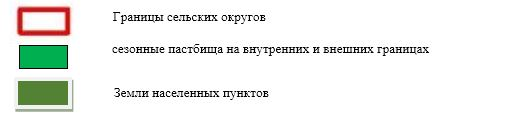 Границы сельских округов
сезонные пастбища на внутренних и внешних границах
Земли населенных пунктов